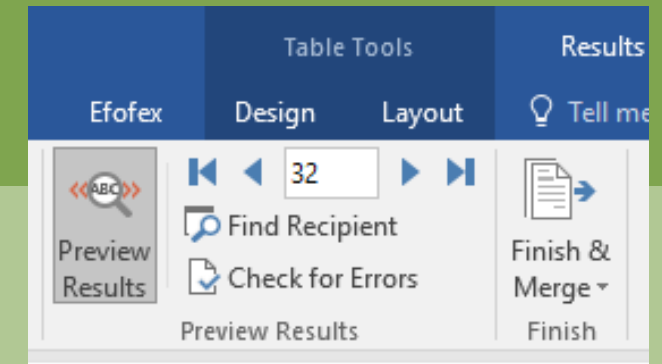 Table Tools
Results
Efofex
Design
Layout
Tell me
«ABC»
32
Preview
Results
Find Recipient
Check for Errors
Finish &
Merge
Preview Results
Finish